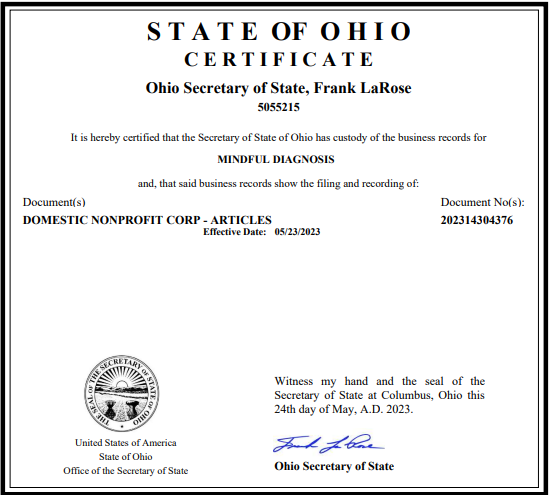 STATE OF OHIO
CERTIFICATE
Ohio Secretary of State, Frank LaRose
5055215
It is hereby certified that the Secretary of State of Ohio has custody of the business records for
MINDFUL DIAGNOSIS
and, that said business records show the filing and recording of:
Document(s) Document No(s):
DOMESTIC NONPROFIT CORP - ARTICLES 202314304376
Effective Date: 05/23/2023
THE SEAL OF THE SECRETARY OF STATE OF OHIO
United States of America
State of Ohio
Office of the Secretary of State
Witness my hand and the seal of the
Secretary of State at Columbus, Ohio this
24th day of May, A.D. 2023.
Frank LaRose
Ohio Secretary of State